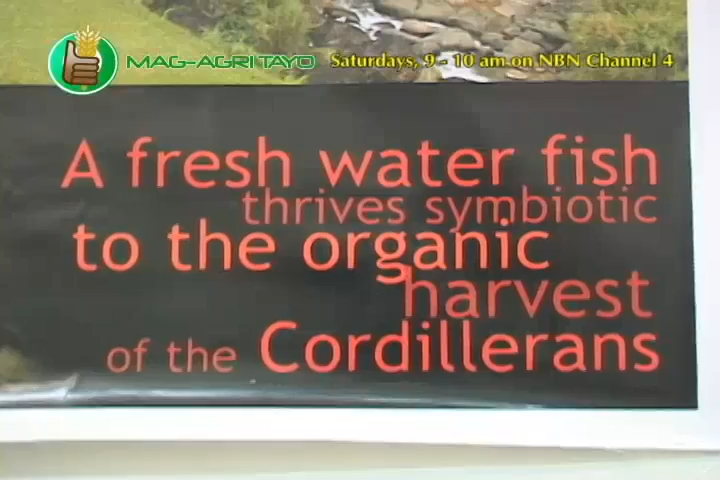 MAG-AGRI TAYO
Saturdays, 9 - 10 am on NBN Channel 4
A fresh water fish
thrives symbiotic
to the organic
harvest
of the Cordillerans